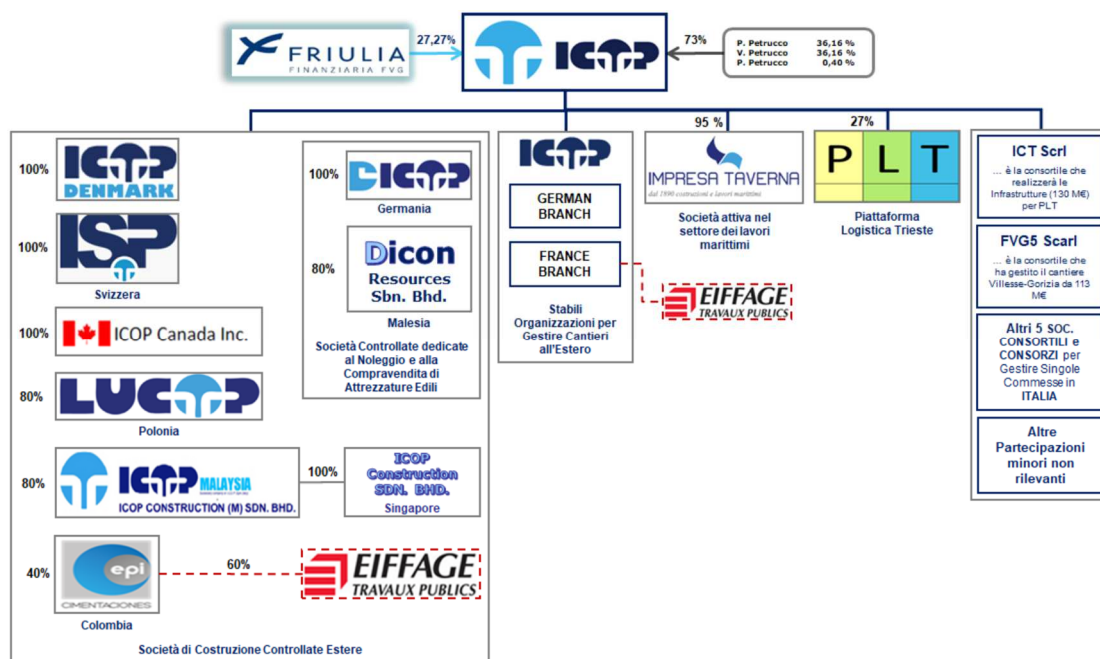 FRIULIA
FINANZIARIA FVG
27,27%
ICOP
73%
P. Petrucco 36,16 %
V. Petrucco 36,16 %
P. Petrucco 0,40 %
100%
ICOP
DENMARK
100%
ISP
Svizzera
100%
ICOP Canada Inc.
80%
LUCOP
Polonia
80%
ICOP MALAYSIA
ICOP CONSTRUCTION (M) SDN. BHD.
100%
ICOP
Construction
SDN. BHD.
Singapore
40%
epi
CIMENTACIONES
Colombia
60%
EIFFAGE
TRAVAUX PUBLICS
Società di Costruzione Controllate Estere
100%
DICOP
Germania
80%
Dicon
Resources
Sbn. Bhd.
Malesia
Società Controllate dedicate
al Noleggio e alla
Compravendita di
Attrezzature Edili
ICOP
GERMAN
BRANCH
FRANCE
BRANCH
Stabili
Organizzazioni per
Gestire Cantieri
all'Estero
EIFFAGE
TRAVAUX PUBLICS
95 %
IMPRESA TAVERNA
dal 1890 costruzioni e lavori marittimi
Società attiva nel
settore dei lavori
marittimi
27%
P L T
Piattaforma
Logistica Trieste
ICT Scrl
... è la consortile che
realizzerà le
Infrastrutture (130 M€)
per PLT
FVG5 Scarl
... è la consortile che
ha gestito il cantiere
Villesse-Gorizia da 113
M€
Altri 5 SOC.
CONSORTILI e
CONSORZI per
Gestire Singole
Commesse in
ITALIA
Altre
Partecipazioni
minori non
rilevanti